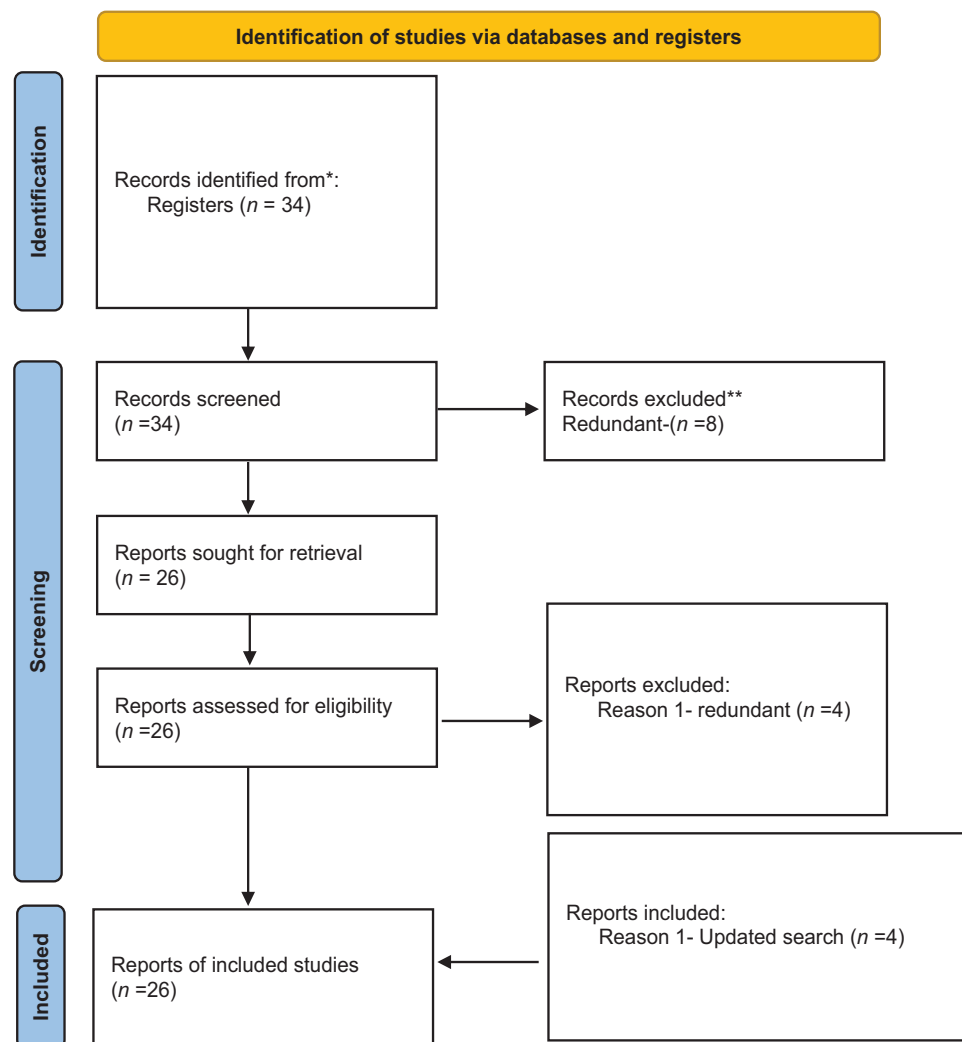 Identification of studies via databases and registers
Identification
Records identified from*:
Registers (n = 34)
Screening
Records screened
(n =34)
Records excluded**
Redundant-(n =8)
Reports sought for retrieval
(n = 26)
Reports assessed for eligibility
(n =26)
Reports excluded:
Reason 1- redundant (n =4)
Included
Reports of included studies
(n =26)
Reports included:
Reason 1- Updated search (n =4)